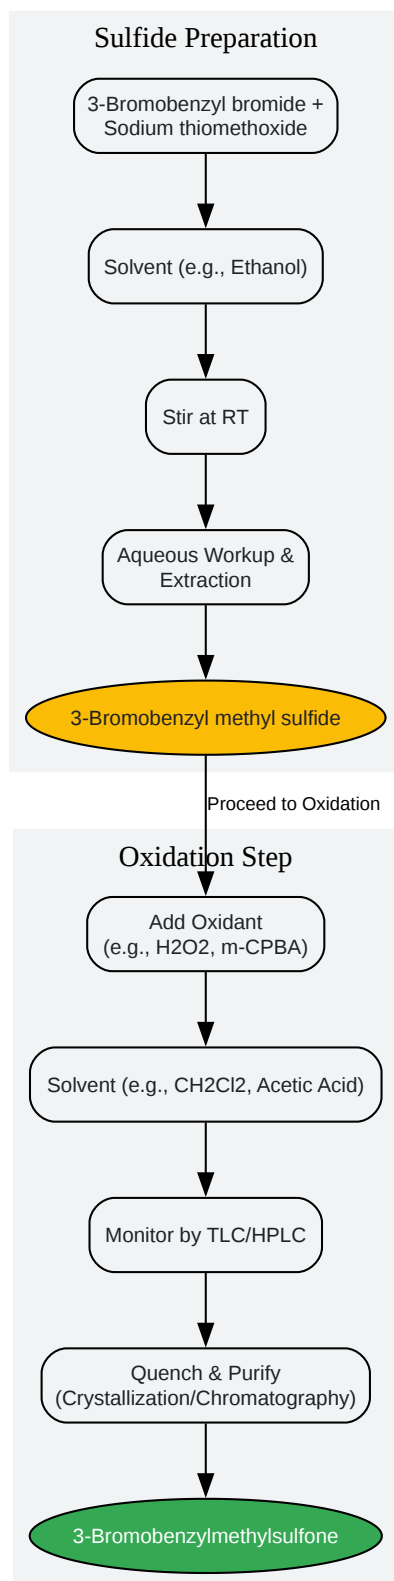 Sulfide Preparation
3-Bromobenzyl bromide +
Sodium thiomethoxide
Solvent (e.g., Ethanol)
Stir at RT
Aqueous Workup &
Extraction
3-Bromobenzyl methyl sulfide
Proceed to Oxidation
Oxidation Step
Add Oxidant
(e.g., H2O2, m-CPBA)
Solvent (e.g., CH2Cl2, Acetic Acid)
Monitor by TLC/HPLC
Quench & Purify
(Crystallization/Chromatography)
3-Bromobenzylmethylsulfone